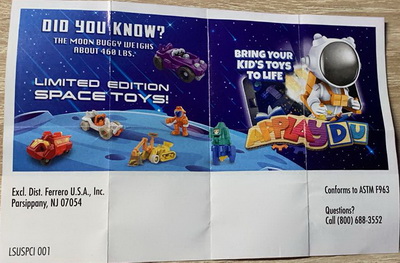 DID YOU KNOW?
THE MOON BUGGY WEIGHS
ABOUT 460 LBS.
LIMITED EDITION
SPACE TOYS!
BRING YOUR
KID'S TOYS
TO LIFE
APPLAYDU
Excl. Dist. Ferrero U.S.A., Inc.
Parsippany, NJ 07054
Conforms to ASTM F963
Questions?
Call (800) 688-3552
LSUSPCI 001